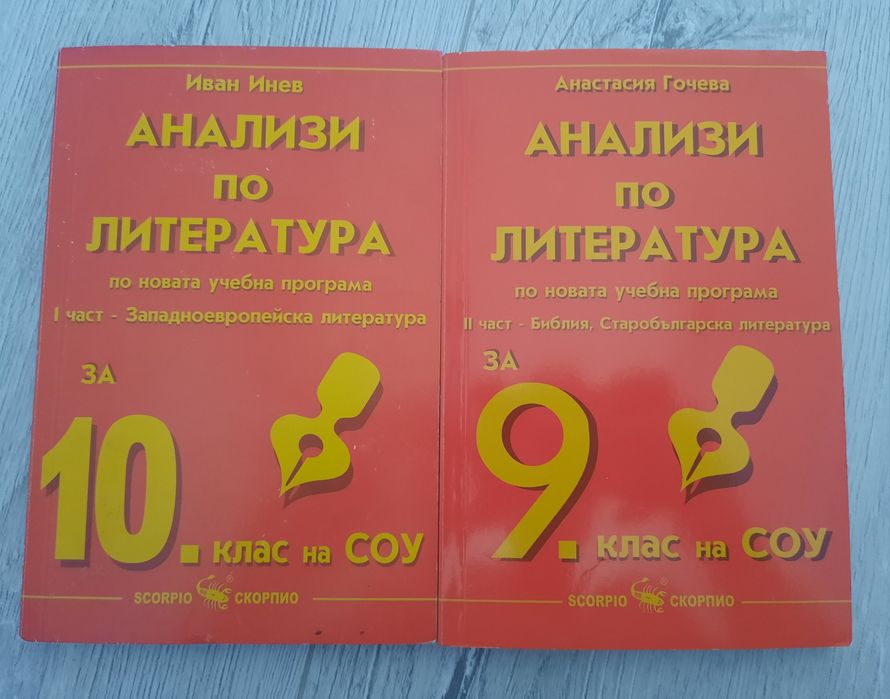 Иван Инев
АНАЛИЗИ
ПО
ЛИТЕРАТУРА
по новата учебна програма
I част - Западноевропейска литература
ЗА
10. клас на СОУ
SCORPIO ® СКОРПИО
Анастасия Гочева
АНАЛИЗИ
ПО
ЛИТЕРАТУРА
по новата учебна програма
II част - Библия, Старобългарска литература
ЗА
9. клас на СОУ
SCORPIO ® СКОРПИО